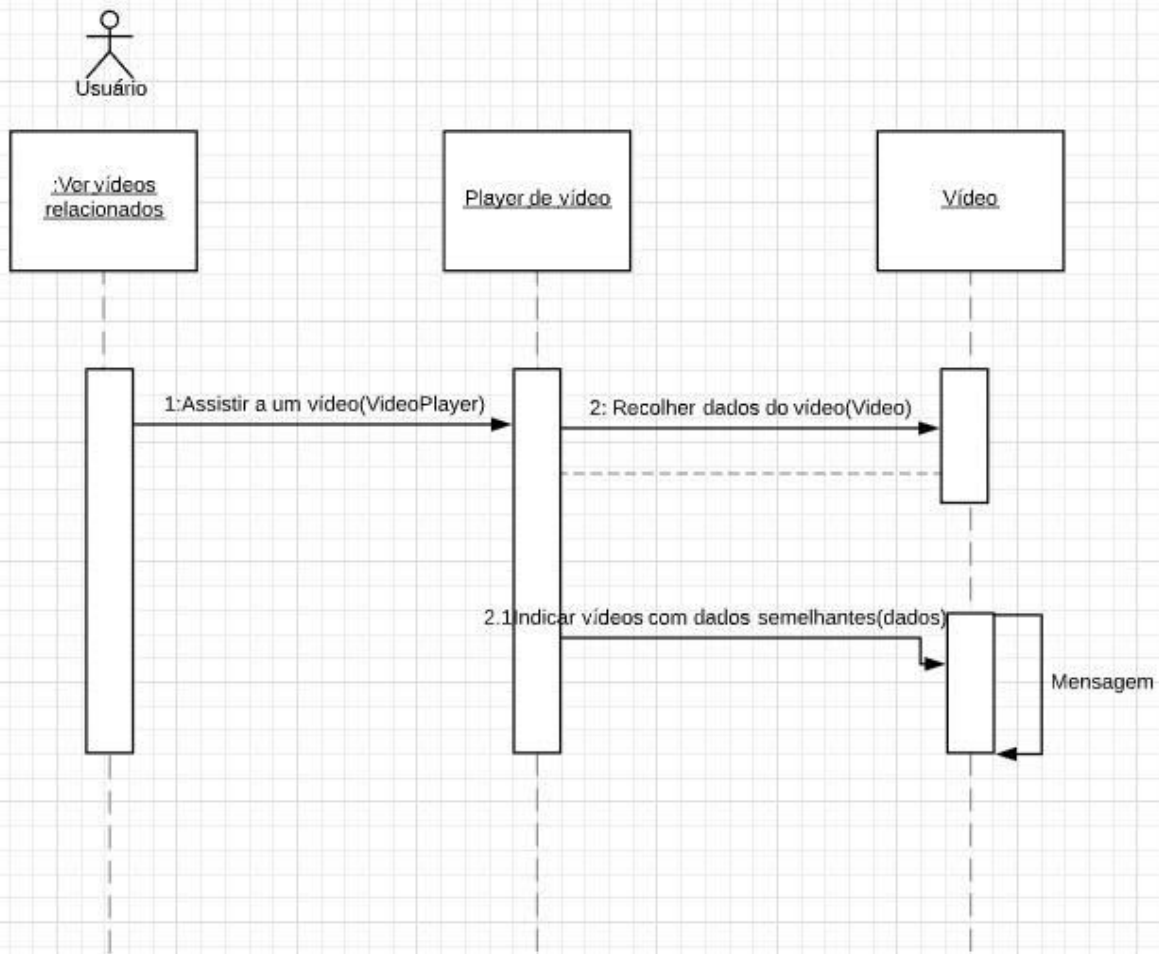 Usuário
:Ver vídeos
relacionados
Player de vídeo
Vídeo
1:Assistir a um vídeo(VideoPlayer)
2: Recolher dados do vídeo(Video)
2.1Indicar vídeos com dados semelhantes(dados)
Mensagem